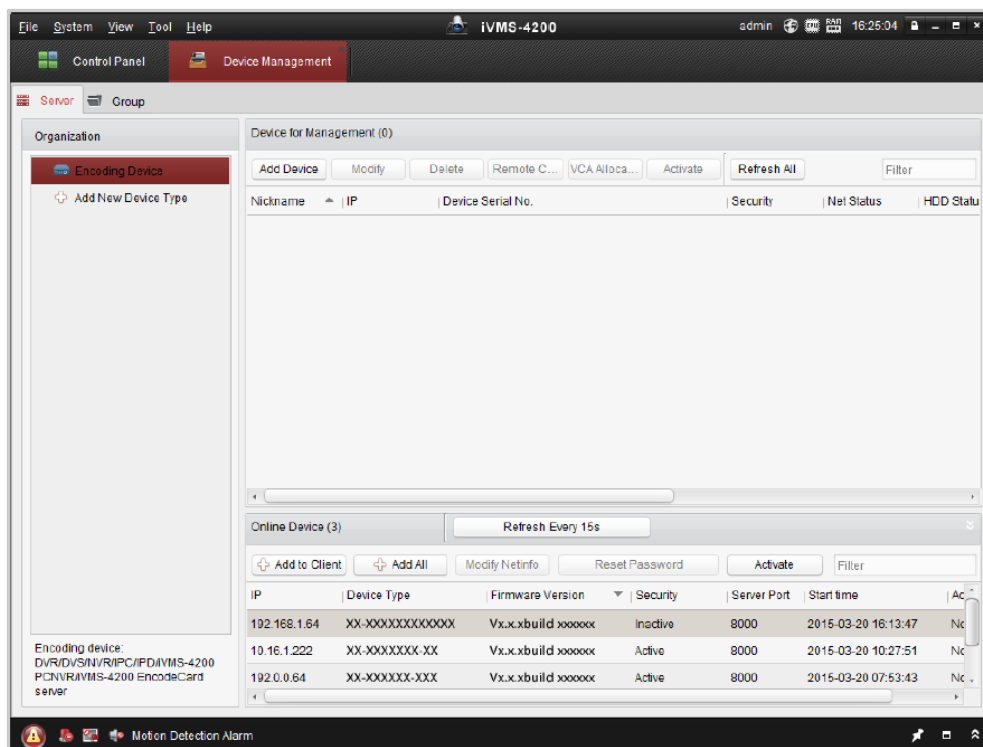 File System View Tool Help iVMS-4200 admin 16:25:04
Control Panel Device Management
Server Group
Organization
Encoding Device
Add New Device Type
Encoding device:
DVR/DVS/NVR/IPC/IPD/iVMS-4200
PCNVR/iVMS-4200 EncodeCard
server
Device for Management (0)
Add Device Modify Delete Remote C... VCA Alloca... Activate Refresh All Filter
Nickname IP Device Serial No. Security Net Status HDD Statu
Online Device (3) Refresh Every 15s
Add to Client Add All Modify Netinfo Reset Password Activate Filter
IP Device Type Firmware Version Security Server Port Start time Ac
192.168.1.64 XX-XXXXXXXXXXXX Vx.x.xbuild xxxxxx Inactive 8000 2015-03-20 16:13:47 No
10.16.1.222 XX-XXXXXXX-XX Vx.x.xbuild xxxxxx Active 8000 2015-03-20 10:27:51 No
192.0.0.64 XX-XXXXXX-XXX Vx.x.xbuild xxxxxx Active 8000 2015-03-20 07:53:43 No
Motion Detection Alarm